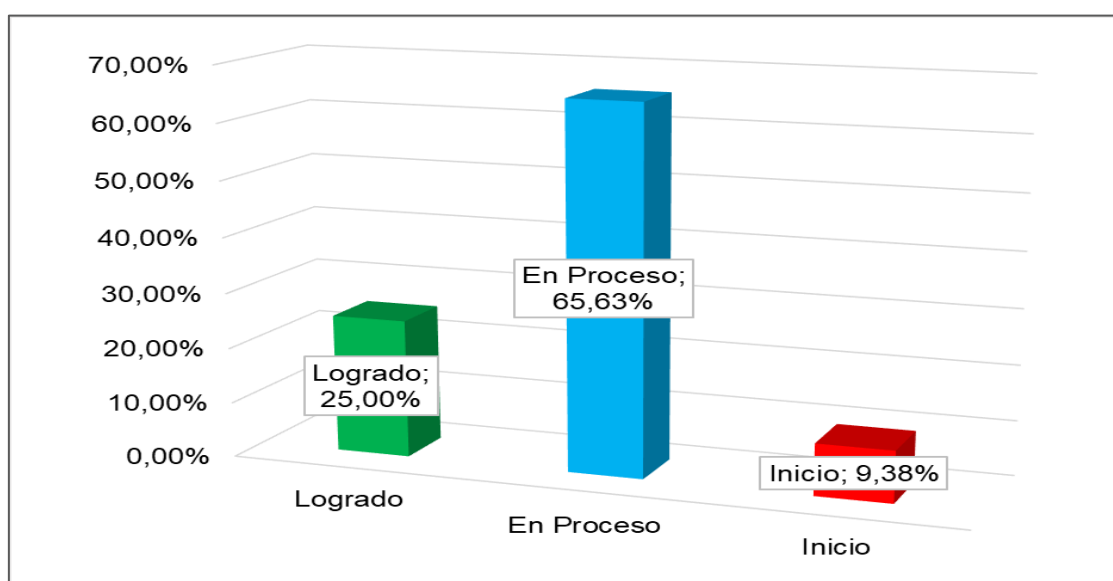 70,00%
60,00%
50,00%
40,00%
30,00%
20,00%
10,00%
0,00%
Logrado;
25,00%
En Proceso;
65,63%
Inicio; 9,38%
Logrado
En Proceso
Inicio